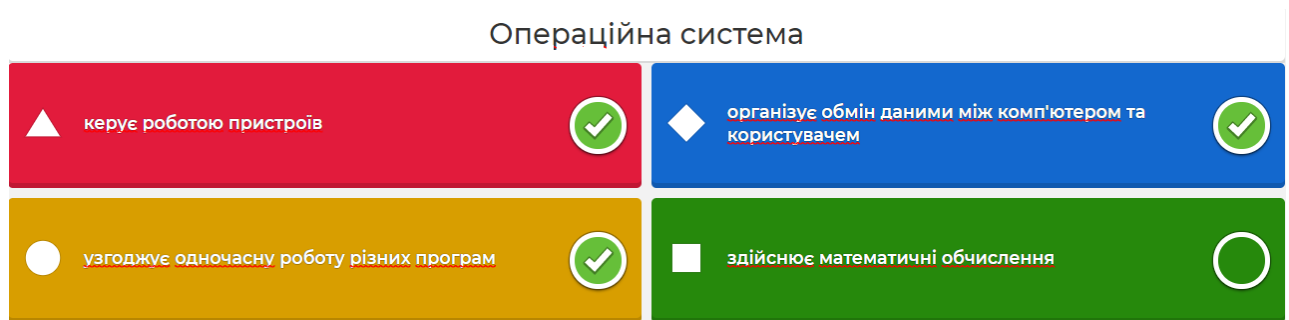 Операційна система
керує роботою пристроїв
організує обмін даними між комп'ютером та
користувачем
узгоджує одночасну роботу різних програм
здійснює математичні обчислення